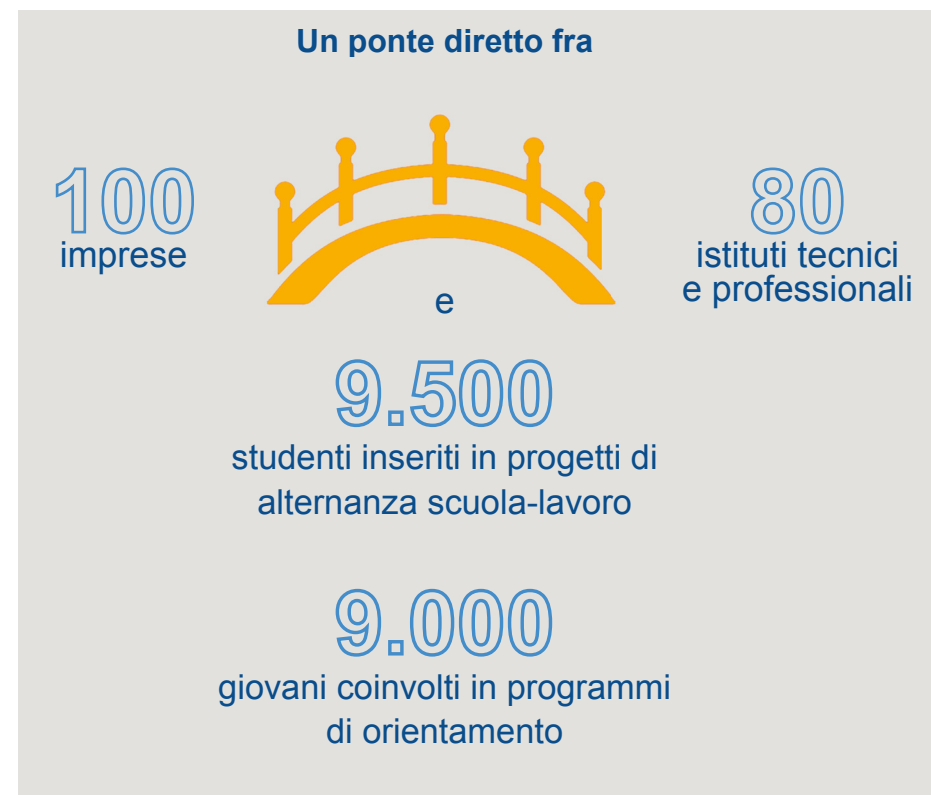 Un ponte diretto fra
100
imprese
e
80
istituti tecnici
e professionali
9.500
studenti inseriti in progetti di
alternanza scuola-lavoro
9.000
giovani coinvolti in programmi
di orientamento